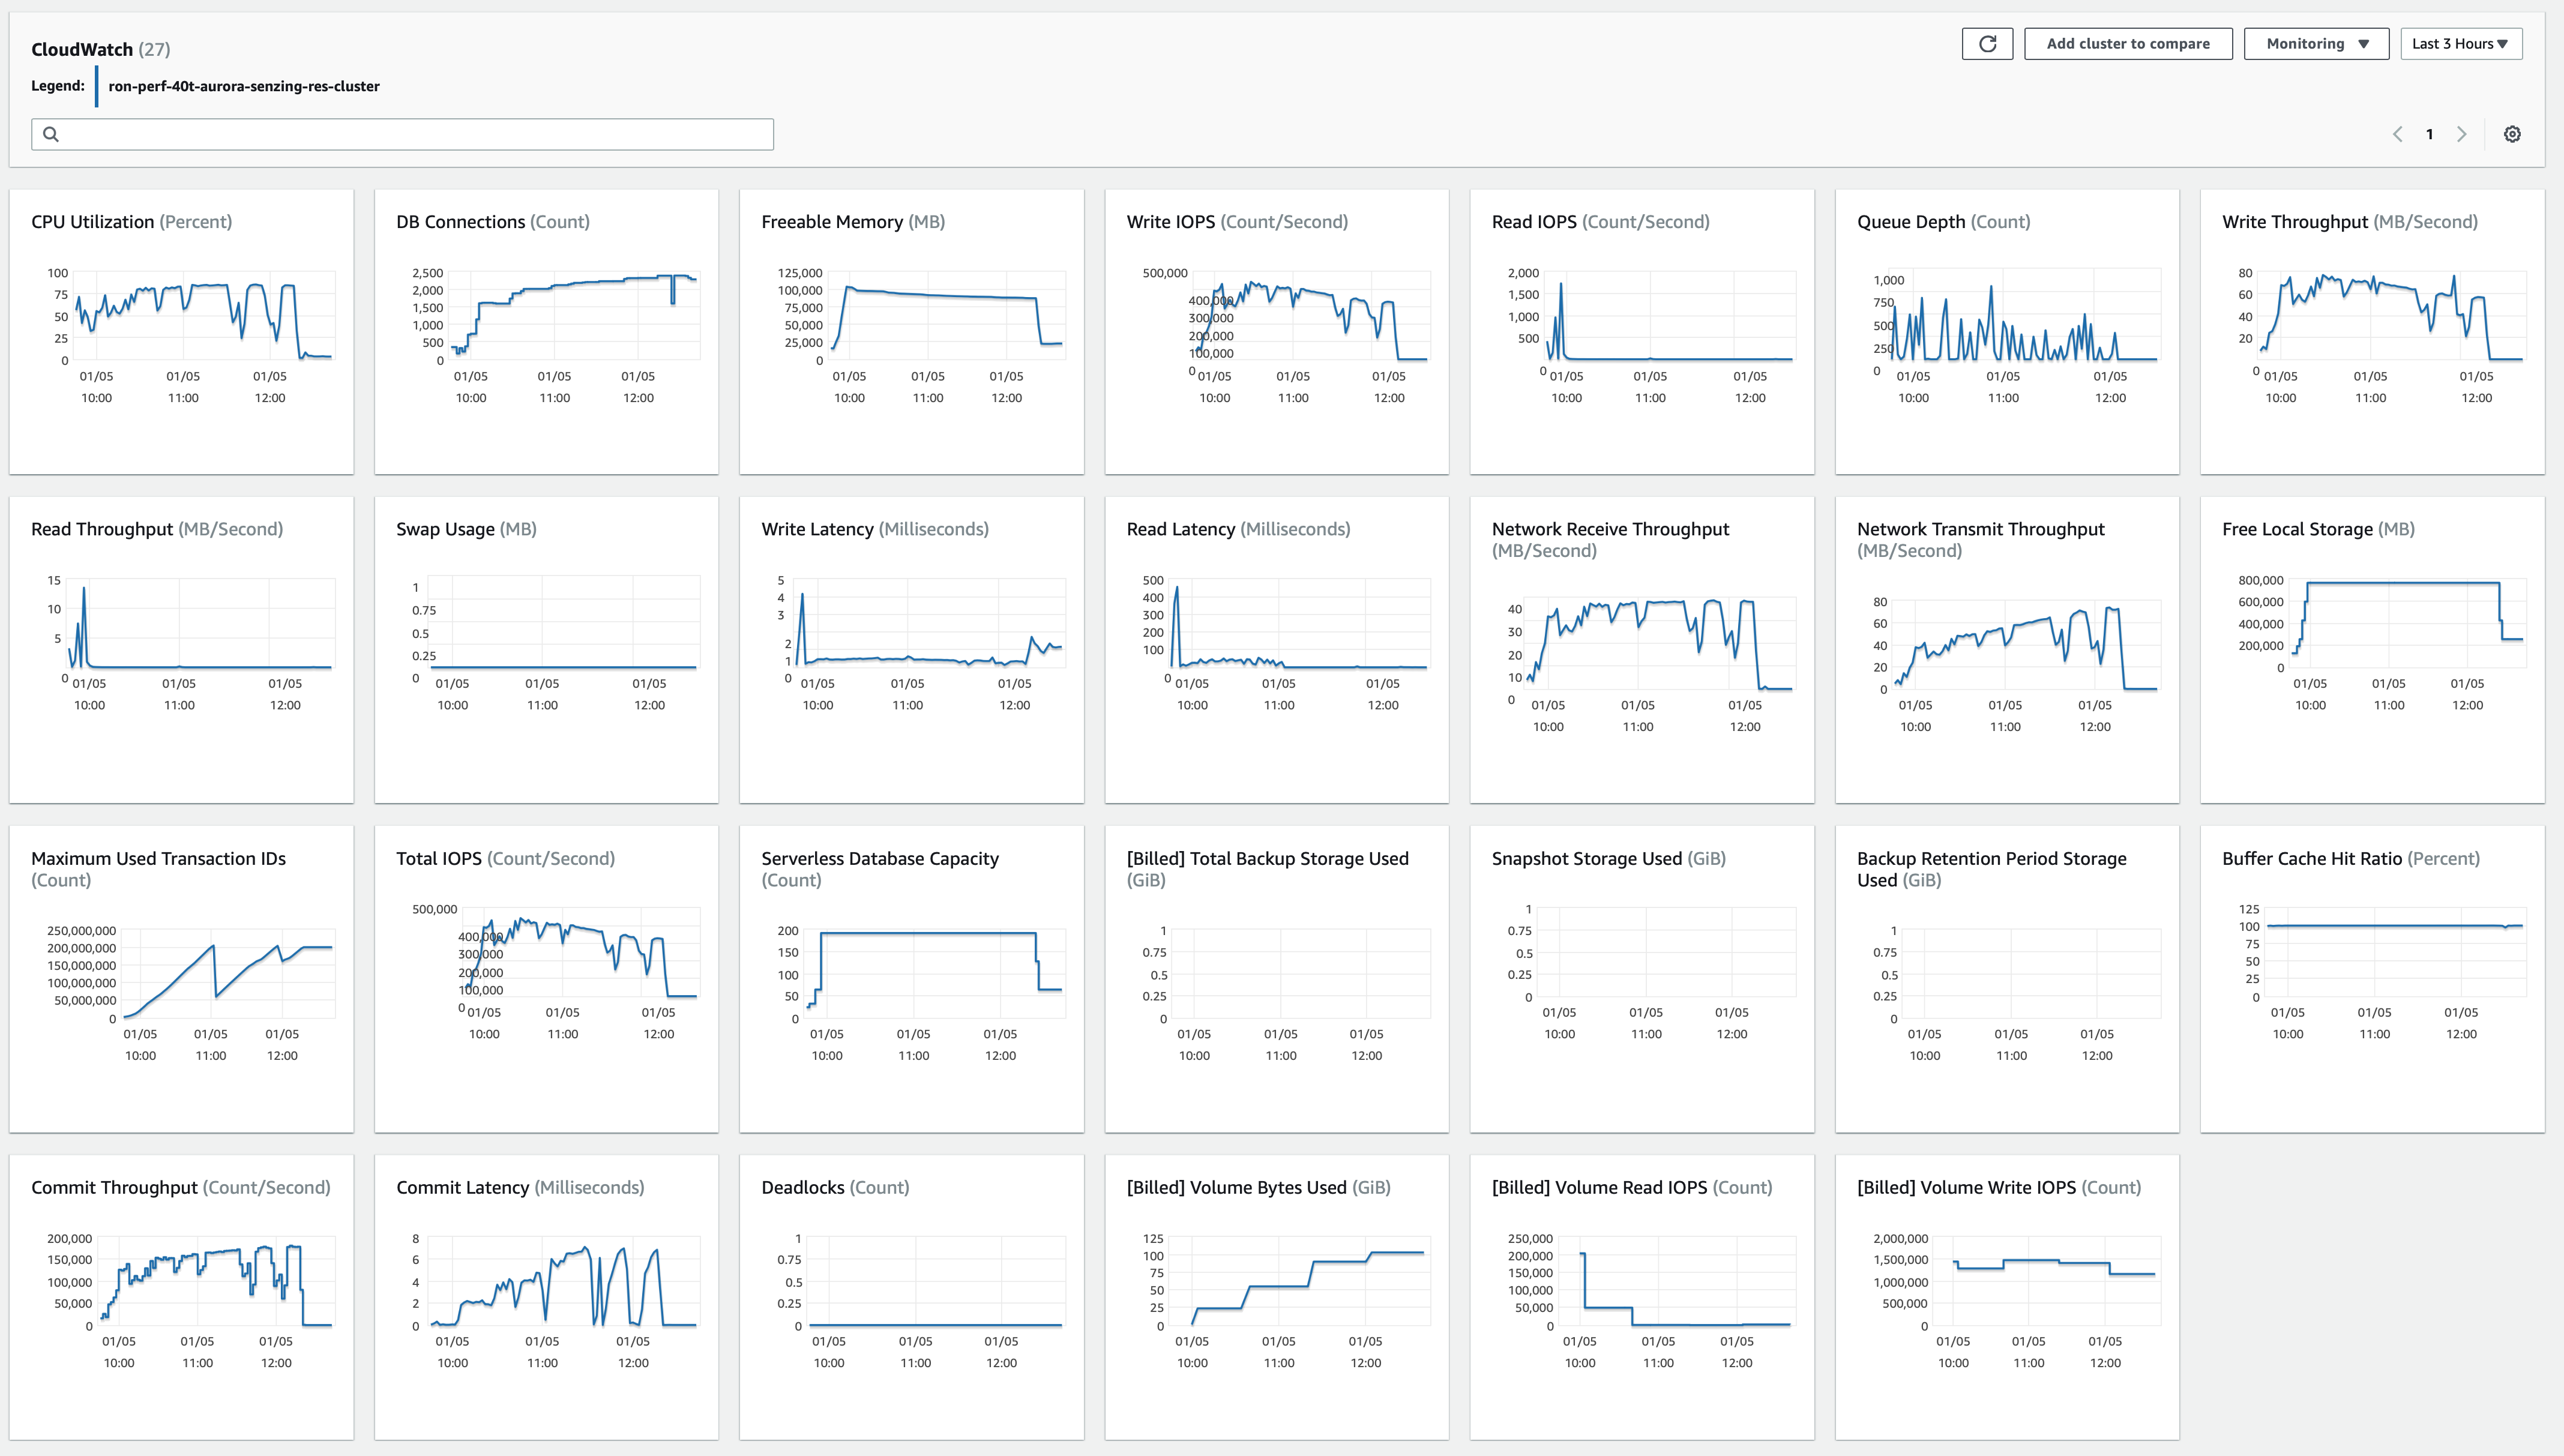 CloudWatch (27)
Add cluster to compare
Monitoring
Last 3 Hours
Legend:
ron-perf-40t-aurora-senzing-res-cluster
1
CPU Utilization (Percent)
100
75
50
25
0
01/05 01/05 01/05
10:00 11:00 12:00
DB Connections (Count)
2,500
2,000
1,500
1,000
500
0
01/05 01/05 01/05
10:00 11:00 12:00
Freeable Memory (MB)
125,000
100,000
75,000
50,000
25,000
0
01/05 01/05 01/05
10:00 11:00 12:00
Write IOPS (Count/Second)
500,000
400,000
300,000
200,000
100,000
0
01/05 01/05 01/05
10:00 11:00 12:00
Read IOPS (Count/Second)
2,000
1,500
1,000
500
0
01/05 01/05 01/05
10:00 11:00 12:00
Queue Depth (Count)
1,000
750
500
250
0
01/05 01/05 01/05
10:00 11:00 12:00
Write Throughput (MB/Second)
80
60
40
20
0
01/05 01/05 01/05
10:00 11:00 12:00
Read Throughput (MB/Second)
15
10
5
0
01/05 01/05 01/05
10:00 11:00 12:00
Swap Usage (MB)
1
0.75
0.5
0.25
0
01/05 01/05 01/05
10:00 11:00 12:00
Write Latency (Milliseconds)
5
4
3
2
1
0
01/05 01/05 01/05
10:00 11:00 12:00
Read Latency (Milliseconds)
500
400
300
200
100
0
01/05 01/05 01/05
10:00 11:00 12:00
Network Receive Throughput
(MB/Second)
40
30
20
10
0
01/05 01/05 01/05
10:00 11:00 12:00
Network Transmit Throughput
(MB/Second)
80
60
40
20
0
01/05 01/05 01/05
10:00 11:00 12:00
Free Local Storage (MB)
800,000
600,000
400,000
200,000
0
01/05 01/05 01/05
10:00 11:00 12:00
Maximum Used Transaction IDs
(Count)
250,000,000
200,000,000
150,000,000
100,000,000
50,000,000
0
01/05 01/05 01/05
10:00 11:00 12:00
Total IOPS (Count/Second)
500,000
400,000
300,000
200,000
100,000
0
01/05 01/05 01/05
10:00 11:00 12:00
Serverless Database Capacity
(Count)
200
150
100
50
0
01/05 01/05 01/05
10:00 11:00 12:00
[Billed] Total Backup Storage Used
(GiB)
1
0.75
0.5
0.25
0
01/05 01/05 01/05
10:00 11:00 12:00
Snapshot Storage Used (GiB)
1
0.75
0.5
0.25
0
01/05 01/05 01/05
10:00 11:00 12:00
Backup Retention Period Storage
Used (GiB)
1
0.75
0.5
0.25
0
01/05 01/05 01/05
10:00 11:00 12:00
Buffer Cache Hit Ratio (Percent)
125
100
75
50
25
0
01/05 01/05 01/05
10:00 11:00 12:00
Commit Throughput (Count/Second)
200,000
150,000
100,000
50,000
0
01/05 01/05 01/05
10:00 11:00 12:00
Commit Latency (Milliseconds)
8
6
4
2
0
01/05 01/05 01/05
10:00 11:00 12:00
Deadlocks (Count)
1
0.75
0.5
0.25
0
01/05 01/05 01/05
10:00 11:00 12:00
[Billed] Volume Bytes Used (GiB)
125
100
75
50
25
0
01/05 01/05 01/05
10:00 11:00 12:00
[Billed] Volume Read IOPS (Count)
250,000
200,000
150,000
100,000
50,000
0
01/05 01/05 01/05
10:00 11:00 12:00
[Billed] Volume Write IOPS (Count)
2,000,000
1,500,000
1,000,000
500,000
0
01/05 01/05 01/05
10:00 11:00 12:00